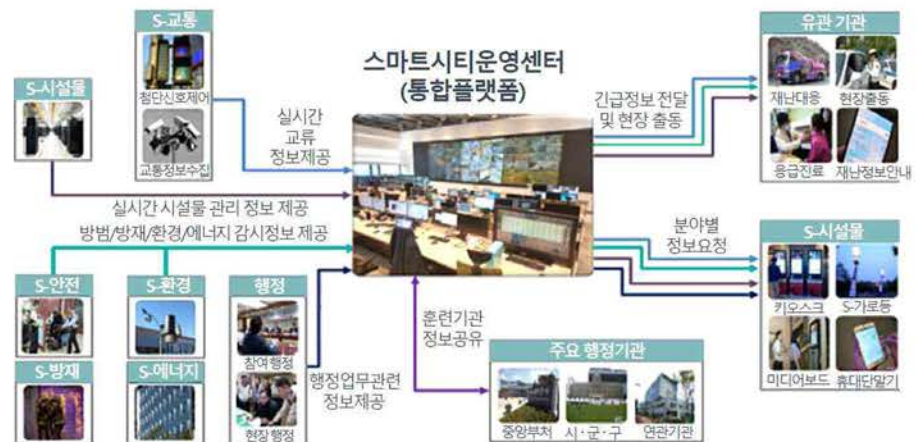 S-교통
첨단신호제어
교통정보수집
S-시설물
스마트시티운영센터
(통합플랫폼)
실시간
교류
정보제공
실시간 시설물 관리 정보 제공
방범/방재/환경/에너지 감시정보 제공
긴급정보 전달
및 현장 출동
유관 기관
재난대응
현장출동
응급진료
재난정보안내
분야별
정보요청
S-시설물
키오스크
S-가로등
미디어보드
휴대단말기
S-안전
S-환경
S-방재
S-에너지
행정
참여행정
현장행정
행정업무관련
정보제공
훈련기관
정보공유
주요 행정기관
중앙부처
시·군·구
연관기관